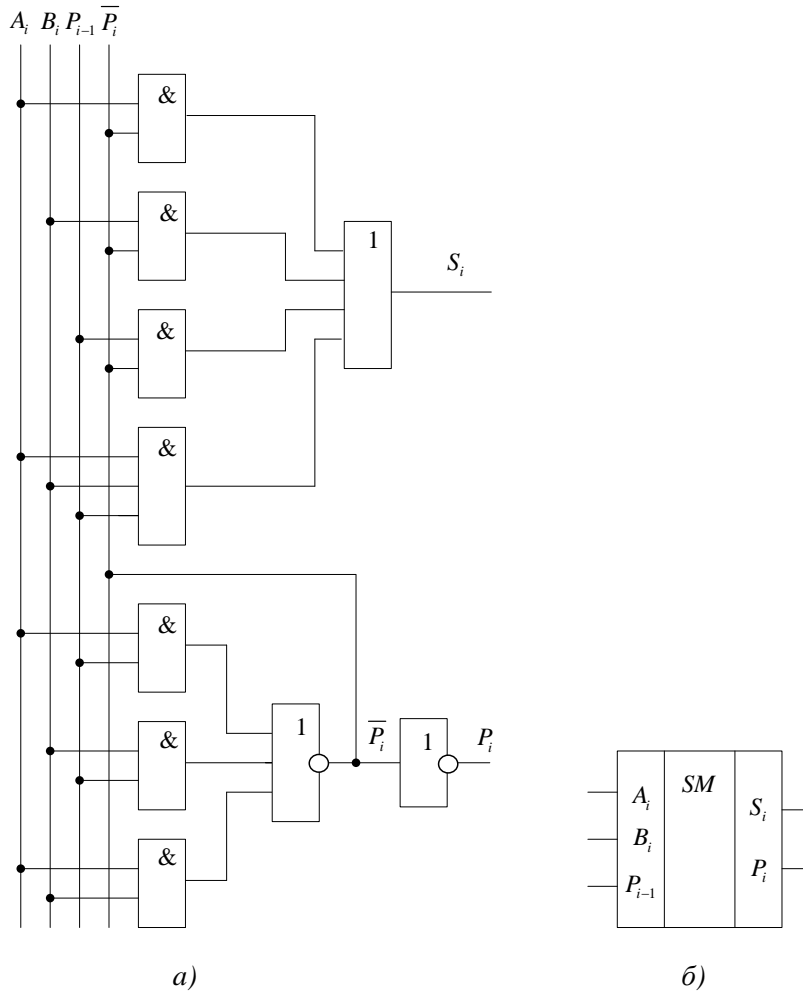 A_i B_i P_{i−1} \overline{P_i}
&
&
1
S_i
&
&
&
1
\overline{P_i}
1
P_i
&
&
SM
A_i
S_i
B_i
P_i
P_{i−1}
а)
б)